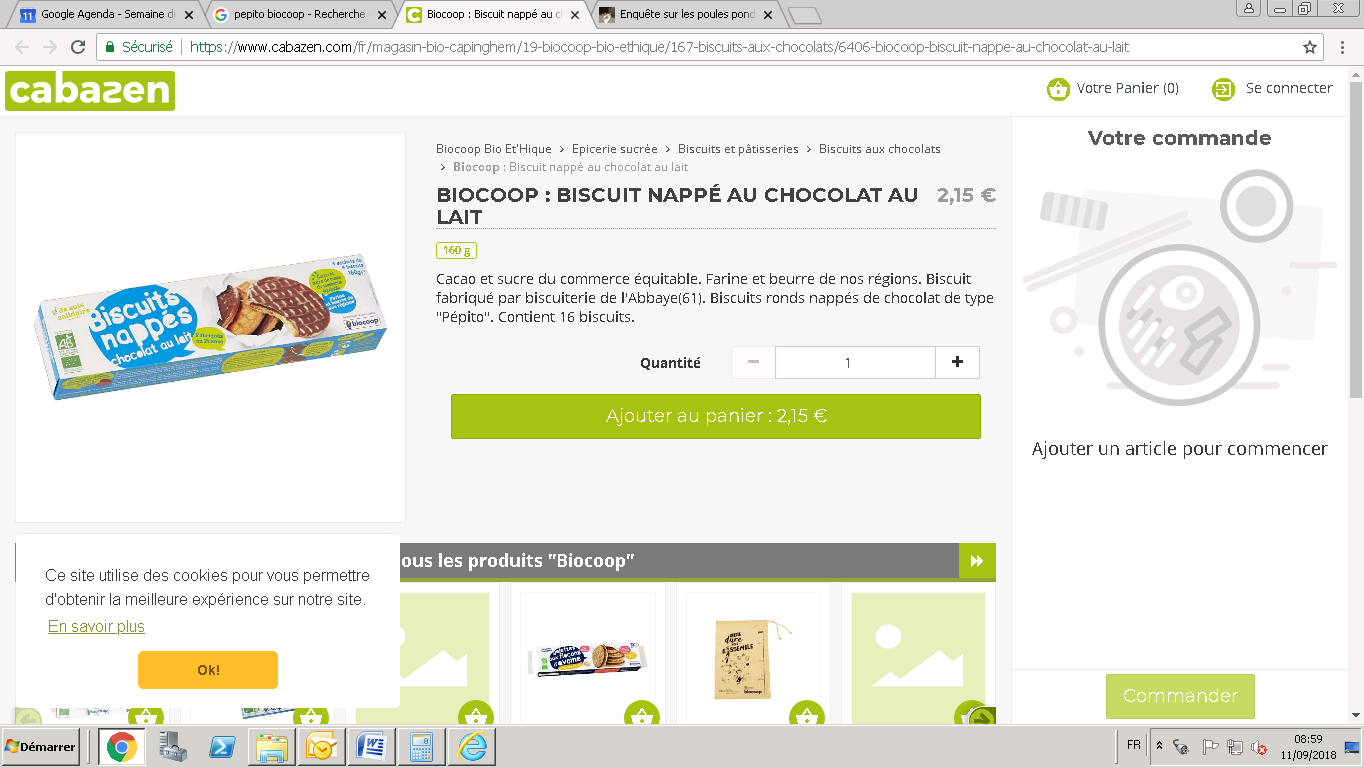 Google Agenda - Semaine d
pepito biocoop - Recherche
Biocoop : Biscuit nappé au c
Enquête sur les poules pond
Sécurisé
https://www.cabazen.com/fr/magasin-bio-capinghem/19-biocoop-bio-ethique/167-biscuits-aux-chocolats/6406-biocoop-biscuit-nappe-au-chocolat-au-lait
cabazen
Votre Panier (0)
Se connecter
Biocoop Bio Et'Hique > Epicerie sucrée > Biscuits et pâtisseries > Biscuits aux chocolats
> Biocoop : Biscuit nappé au chocolat au lait
BIOCOOP : BISCUIT NAPPÉ AU CHOCOLAT AU
LAIT
2,15 €
160 g
Cacao et sucre du commerce équitable. Farine et beurre de nos régions. Biscuit
fabriqué par biscuiterie de l'Abbaye(61). Biscuits ronds nappés de chocolat de type
"Pépito". Contient 16 biscuits.
Quantité
−
1
+
Ajouter au panier : 2,15 €
Biscuits
nappés
chocolat au lait
AB
biocoop
Votre commande
Ajouter un article pour commencer
Commander
ous les produits "Biocoop"
Ce site utilise des cookies pour vous permettre
d'obtenir la meilleure expérience sur notre site.
En savoir plus
Ok!
biocoop
Démarrer
FR
08:59
11/09/2018